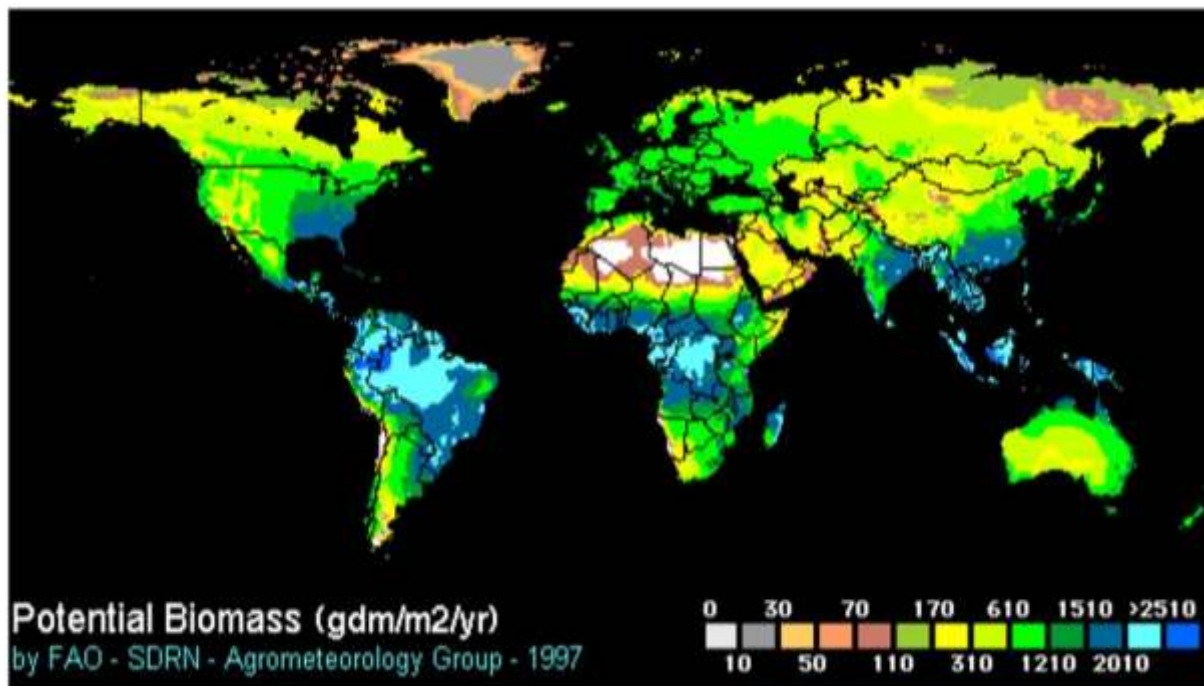 Potential Biomass (gdm/m2/yr)
by FAO - SDRN - Agrometeorology Group - 1997
0 30 70 170 610 1510 >2510
10 50 110 310 1210 2010